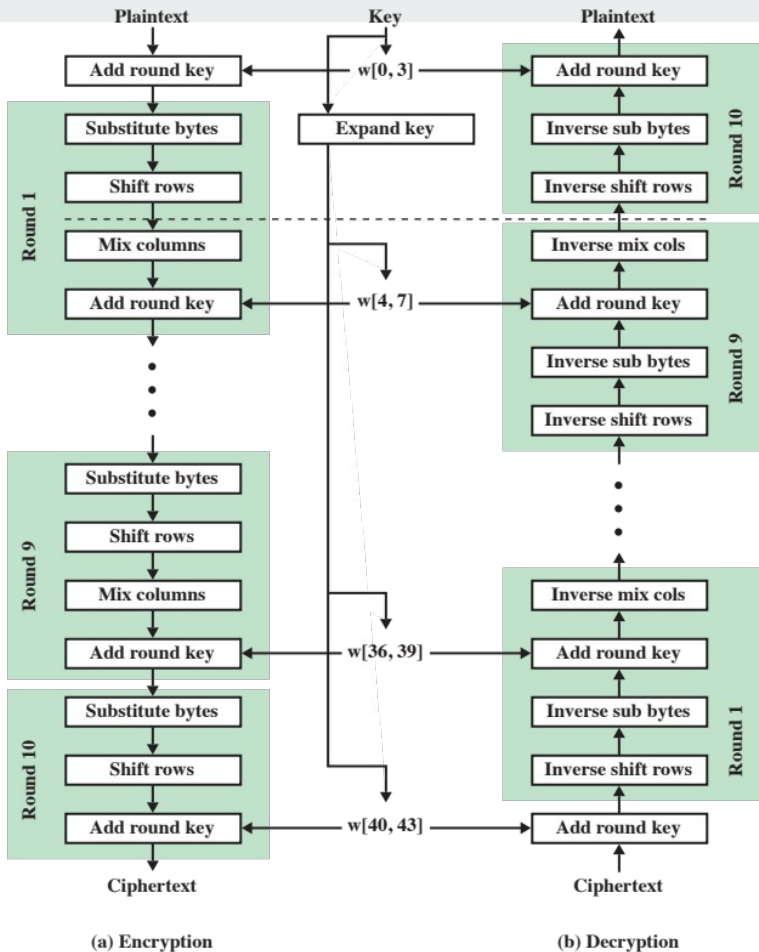 Plaintext
Key
Plaintext
Add round key
w[0, 3]
Add round key
Substitute bytes
Expand key
Inverse sub bytes
Round 1
Round 10
Shift rows
Inverse shift rows
Mix columns
Inverse mix cols
Add round key
w[4, 7]
Add round key
Round 9
Inverse sub bytes
Inverse shift rows
Substitute bytes
Round 9
Shift rows
Mix columns
Inverse mix cols
Add round key
w[36, 39]
Add round key
Substitute bytes
Inverse sub bytes
Round 10
Round 1
Shift rows
Inverse shift rows
Add round key
w[40, 43]
Add round key
Ciphertext
Ciphertext
(a) Encryption
(b) Decryption